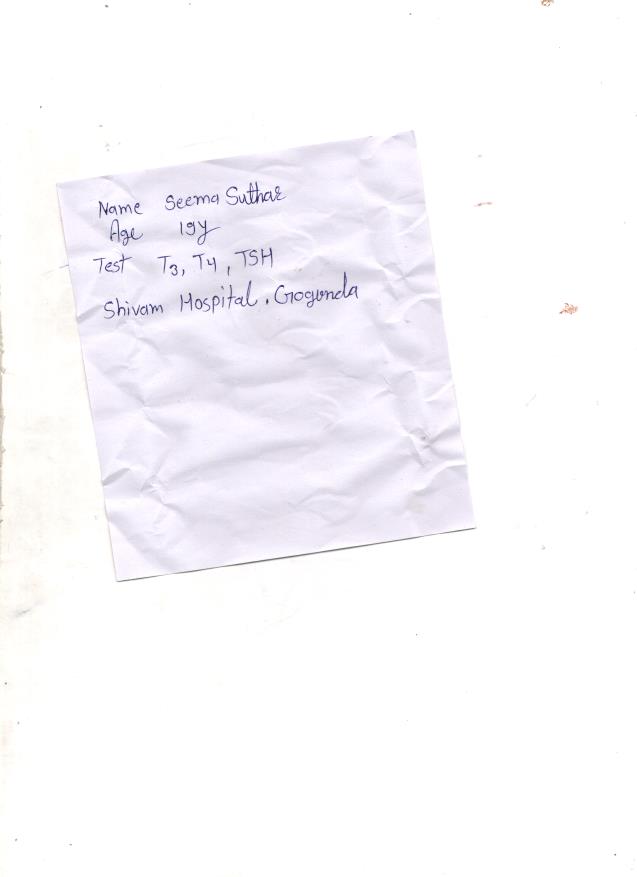 Name Seema Suthar
Age 19y
Test T3, T4, TSH
Shivam Hospital. Gogunda